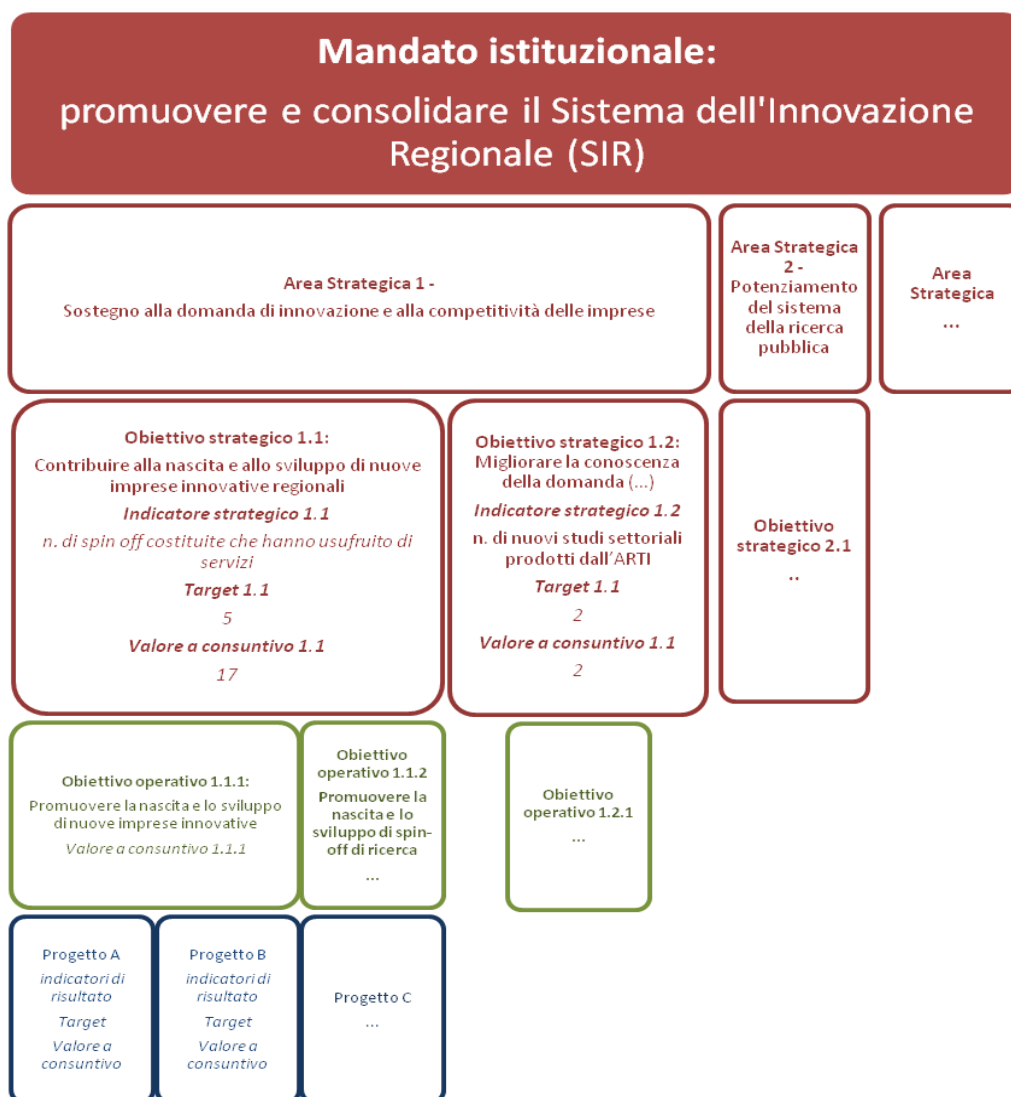 Mandato istituzionale:
promuovere e consolidare il Sistema dell'Innovazione
Regionale (SIR)
Area Strategica 1 -
Sostegno alla domanda di innovazione e alla competitività delle imprese
Area Strategica
2 -
Potenziamento
del sistema
della ricerca
pubblica
Area
Strategica
...
Obiettivo strategico 1.1:
Contribuire alla nascita e allo sviluppo di nuove
imprese innovative regionali
Indicatore strategico 1.1
n. di spin off costituite che hanno usufruito di
servizi
Target 1.1
5
Valore a consuntivo 1.1
17
Obiettivo strategico 1.2:
Migliorare la conoscenza
della domanda (...)
Indicatore strategico 1.2
n. di nuovi studi settoriali
prodotti dall'ARTI
Target 1.1
2
Valore a consuntivo 1.1
2
Obiettivo
strategico 2.1
..
Obiettivo operativo 1.1.1:
Promuovere la nascita e lo sviluppo
di nuove imprese innovative
Valore a consuntivo 1.1.1
Obiettivo
operativo 1.1.2
Promuovere la
nascita e lo
sviluppo di spin-
off di ricerca
...
Obiettivo
operativo 1.2.1
...
Progetto A
indicatori di
risultato
Target
Valore a
consuntivo
Progetto B
indicatori di
risultato
Target
Valore a
consuntivo
Progetto C
...